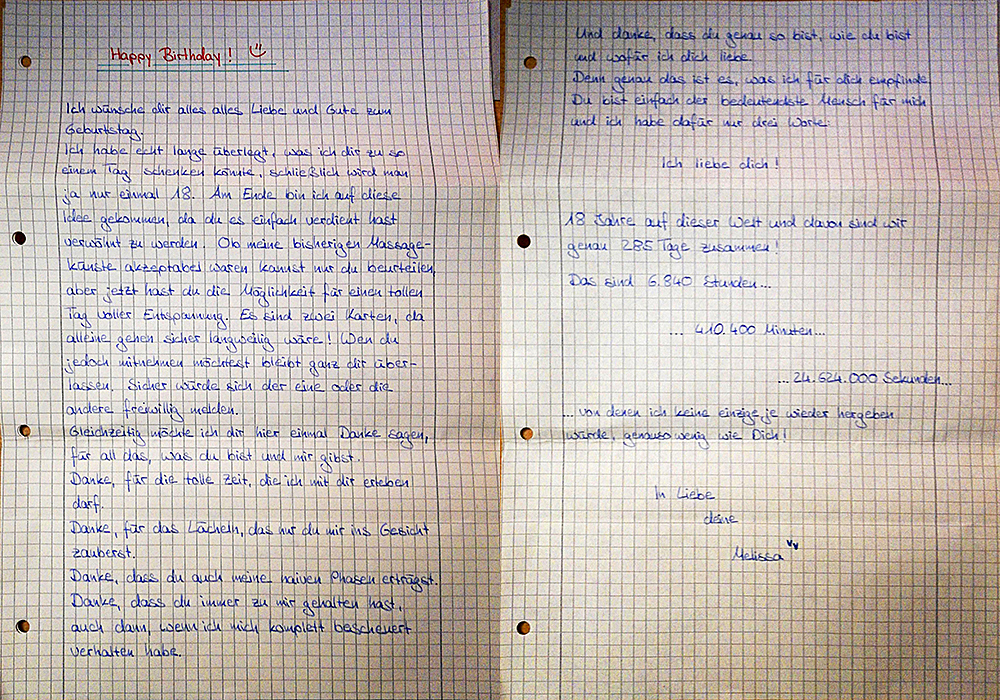 Happy Birthday!
Ich wünsche dir alles alles Liebe und Gute zum
Geburtstag.
Ich habe echt lange überlegt, was ich dir zu so
einem Tag schenken könnte, schließlich wird man
ja nur einmal 18. Am Ende bin ich auf diese
Idee gekommen, da du es einfach verdient hast
verwöhnt zu werden. Ob meine bisherigen Massage-
künste akzeptabel waren kannst nur du beurteilen,
aber jetzt hast du die Möglichkeit für einen tollen
Tag voller Entspannung. Es sind zwei Karten, da
alleine gehen sicher langweilig wäre! Wen du
jedoch mitnehmen möchtest bleibt ganz dir über-
lassen. Sicher würde sich der eine oder die
andere freiwillig melden.
Gleichzeitig möchte ich dir hier einmal Danke sagen,
für all das, was du bist und mir gibst.
Danke, für die tolle Zeit, die ich mit dir erleben
darf.
Danke, für das Lächeln, das nur du mir ins Gesicht
zauberst.
Danke, dass du auch meine naiven Phasen erträgst.
Danke, dass du immer zu mir gehalten hast,
auch dann, wenn ich mich komplett bescheuert
verhalten habe.
Und danke, dass du genau so bist, wie du bist
und wofür ich dich liebe.
Denn genau das ist es, was ich für dich empfinde.
Du bist einfach der bedeutendste Mensch für mich
und ich habe dafür nur drei Worte:
Ich liebe dich!
18 Jahre auf dieser Welt und davon sind wir
genau 285 Tage zusammen!
Das sind 6.840 Stunden...
... 410.400 Minuten...
... 24.624.000 Sekunden...
... von denen ich keine einzige je wieder hergeben
würde, genauso wenig wie Dich!
In Liebe
deine
Melissa